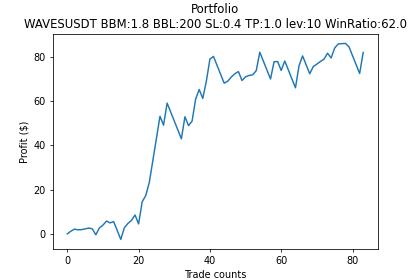 Portfolio
WAVESUSDT BBM:1.8 BBL:200 SL:0.4 TP:1.0 lev:10 WinRatio:62.0
80
60
40
20
0
Profit ($)
0 20 40 60 80
Trade counts